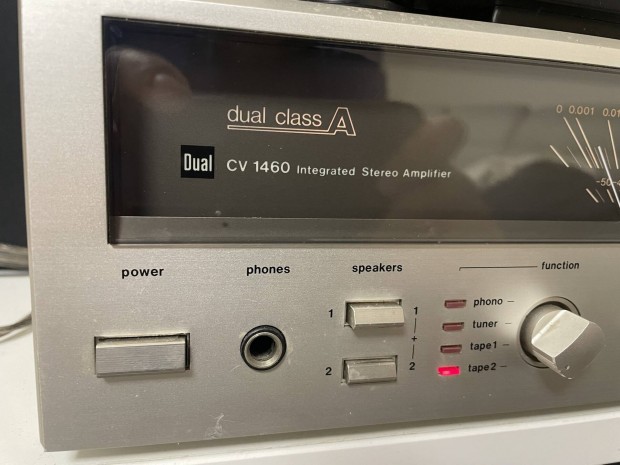 dual class A
0 0.001 0.01
-50
Dual CV 1460 Integrated Stereo Amplifier
power
phones
speakers
function
1 1
+
2 2
phono
tuner
tape1
tape2